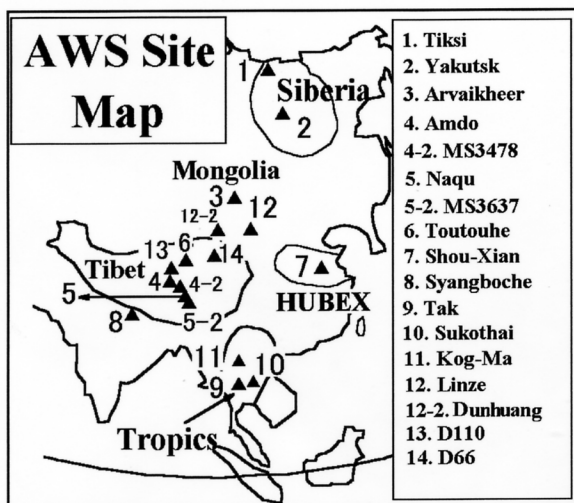 AWS Site
Map
1
Siberia
2
Mongolia
3
12-2
12
13-6
14
Tibet
4
4-2
7
5
HUBEX
8
5-2
11
10
9
Tropics
1. Tiksi
2. Yakutsk
3. Arvaikheer
4. Amdo
4-2. MS3478
5. Naqu
5-2. MS3637
6. Toutouhe
7. Shou-Xian
8. Syangboche
9. Tak
10. Sukothai
11. Kog-Ma
12. Linze
12-2. Dunhuang
13. D110
14. D66